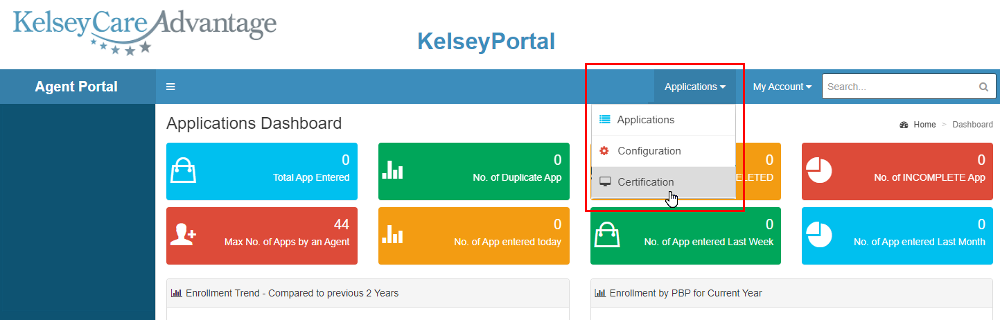 KelseyCareAdvantage
KelseyPortal
Agent Portal
Applications
My Account
Search...
Applications
Configuration
Certification
Applications Dashboard
Home > Dashboard
0
Total App Entered
0
No. of Duplicate App
0
LETED
0
No. of INCOMPLETE App
44
Max No. of Apps by an Agent
0
No. of App entered today
0
No. of App entered Last Week
0
No. of App entered Last Month
Enrollment Trend - Compared to previous 2 Years
Enrollment by PBP for Current Year